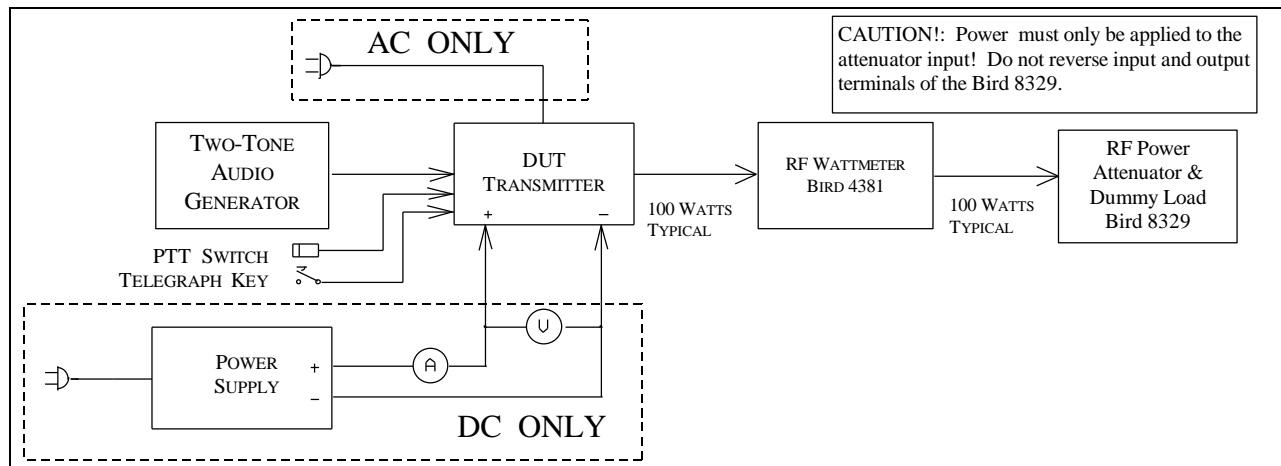 AC ONLY
CAUTION!: Power must only be applied to the
attenuator input! Do not reverse input and output
terminals of the Bird 8329.
TWO-TONE
AUDIO
GENERATOR
DUT
TRANSMITTER
+ −
100 WATTS
TYPICAL
RF WATTMETER
BIRD 4381
100 WATTS
TYPICAL
RF Power
Attenuator &
Dummy Load
Bird 8329
PTT SWITCH
TELEGRAPH KEY
V
A
POWER
SUPPLY
+
−
DC ONLY